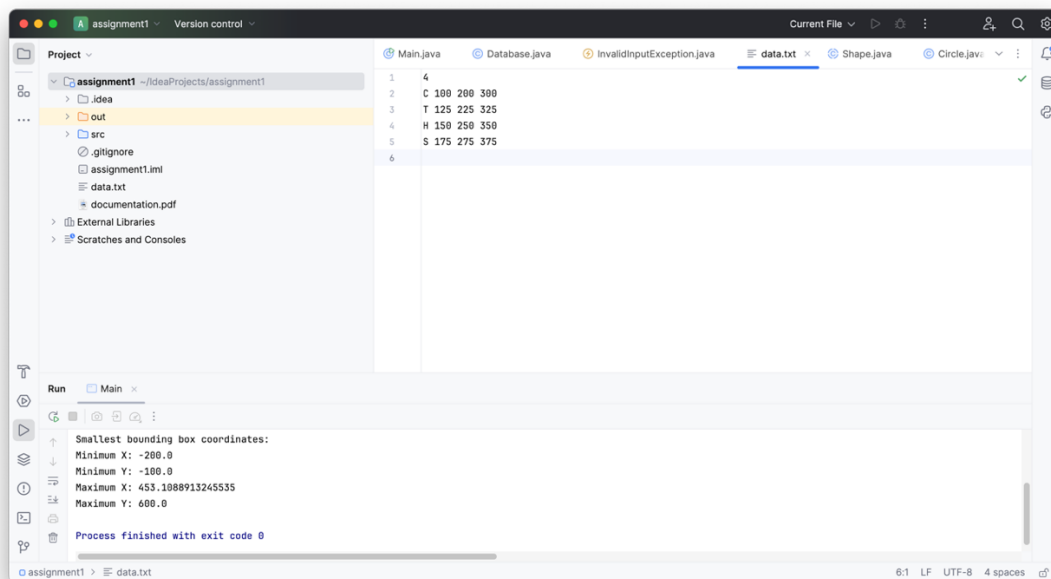 A assignment1 Version control Current File
Project
assignment1 ~/IdeaProjects/assignment1
.idea
out
src
.gitignore
assignment1.iml
data.txt
documentation.pdf
External Libraries
Scratches and Consoles
Main.java Database.java InvalidInputException.java data.txt Shape.java Circle.java
1 4
2 C 100 200 300
3 T 125 225 325
4 H 150 250 350
5 S 175 275 375
6
Run Main
Smallest bounding box coordinates:
Minimum X: -200.0
Minimum Y: -100.0
Maximum X: 453.1088913245535
Maximum Y: 600.0
Process finished with exit code 0
assignment1 > data.txt 6:1 LF UTF-8 4 spaces